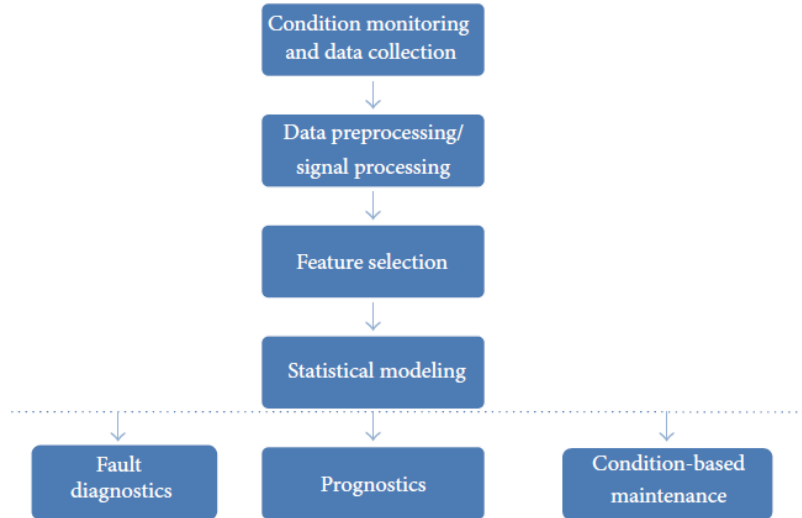 Condition monitoring
and data collection
Data preprocessing/
signal processing
Feature selection
Statistical modeling
Fault
diagnostics
Prognostics
Condition-based
maintenance